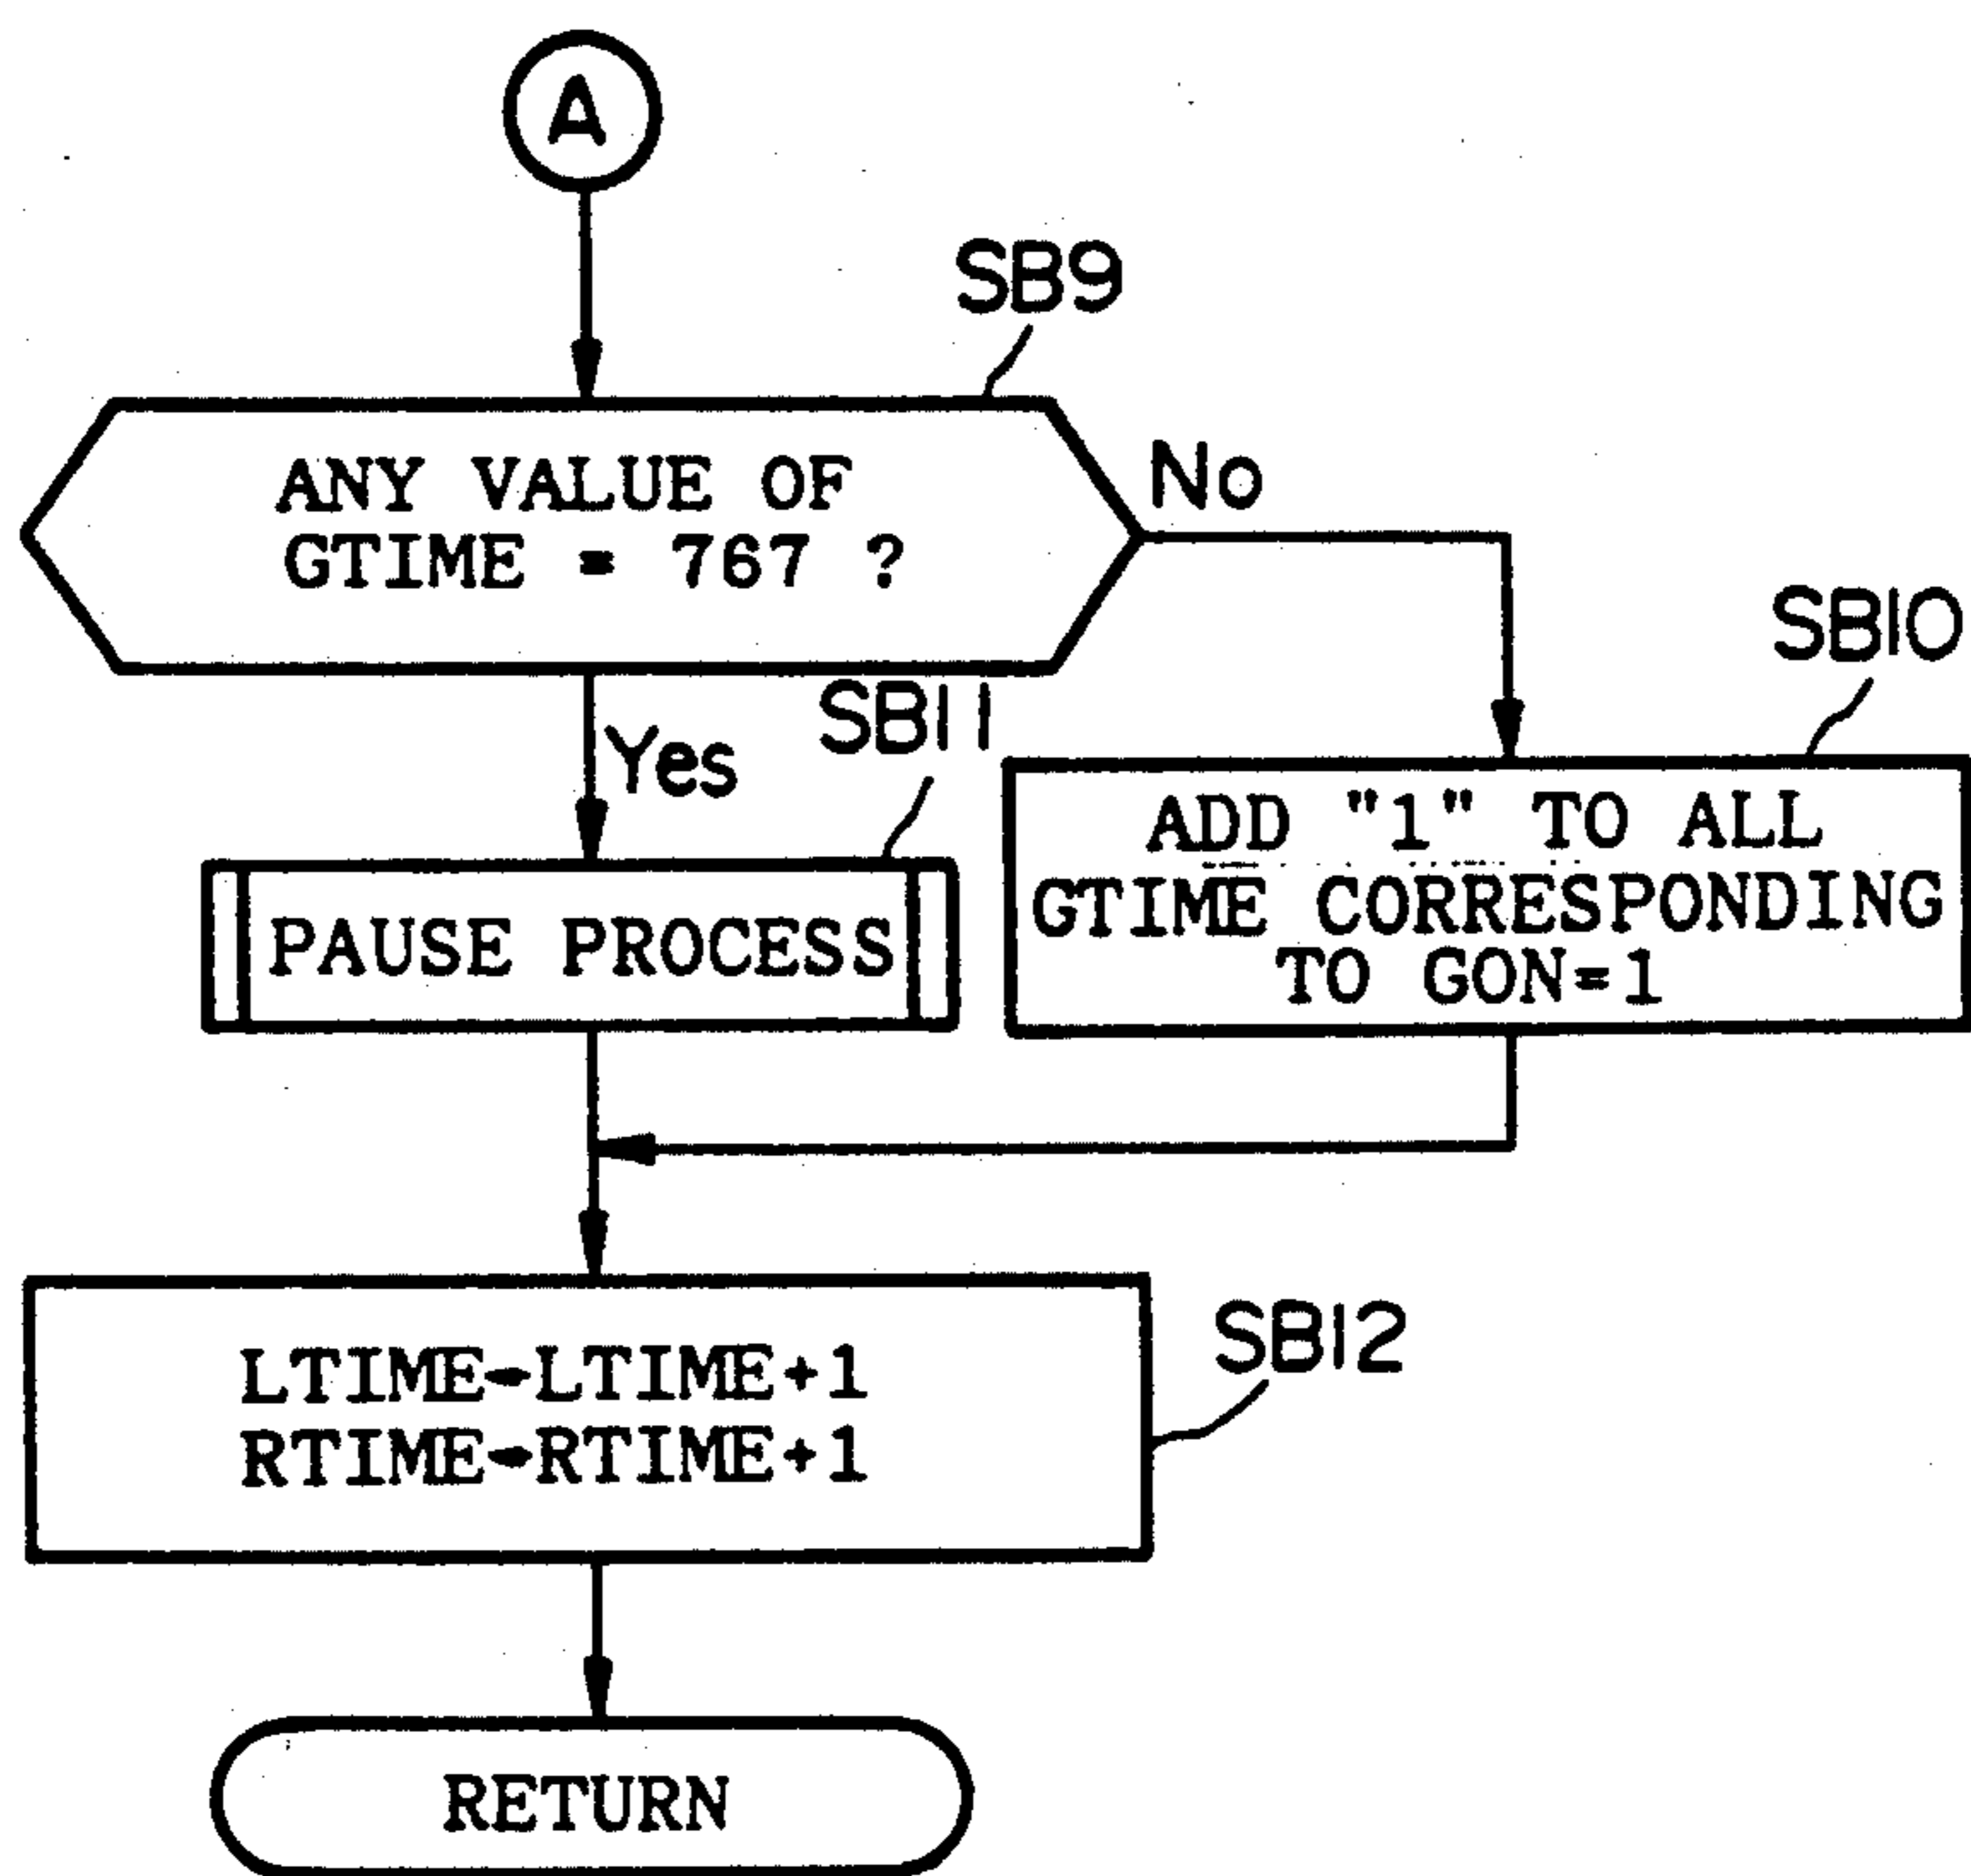 A
SB9
ANY VALUE OF
GTIME = 767 ?
No
SB10
Yes
SB11
ADD "1" TO ALL
GTIME CORRESPONDING
TO GON=1
PAUSE PROCESS
LTIME←LTIME+1
RTIME←RTIME+1
SB12
RETURN